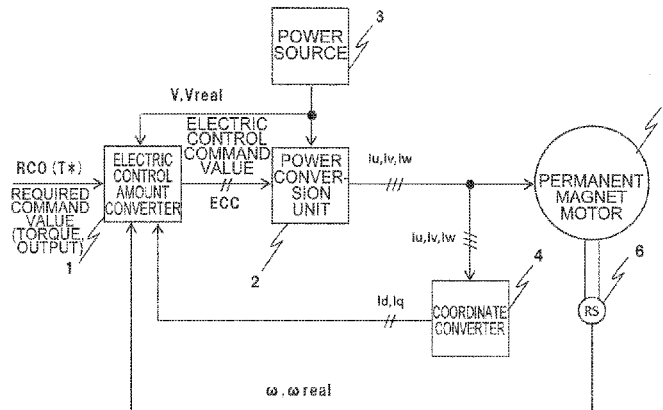 POWER
SOURCE
3
V,Vreal
ELECTRIC
CONTROL
COMMAND
VALUE
ECC
RCO (T*)
REQUIRED
COMMAND
VALUE
(TORQUE,
OUTPUT)
1
ELECTRIC
CONTROL
AMOUNT
CONVERTER
POWER
CONVER-
SION
UNIT
2
Iu,Iv,Iw
PERMANENT
MAGNET
MOTOR
Iu,Iv,Iw
4
6
RS
COORDINATE
CONVERTER
Id,Iq
ω,ωreal